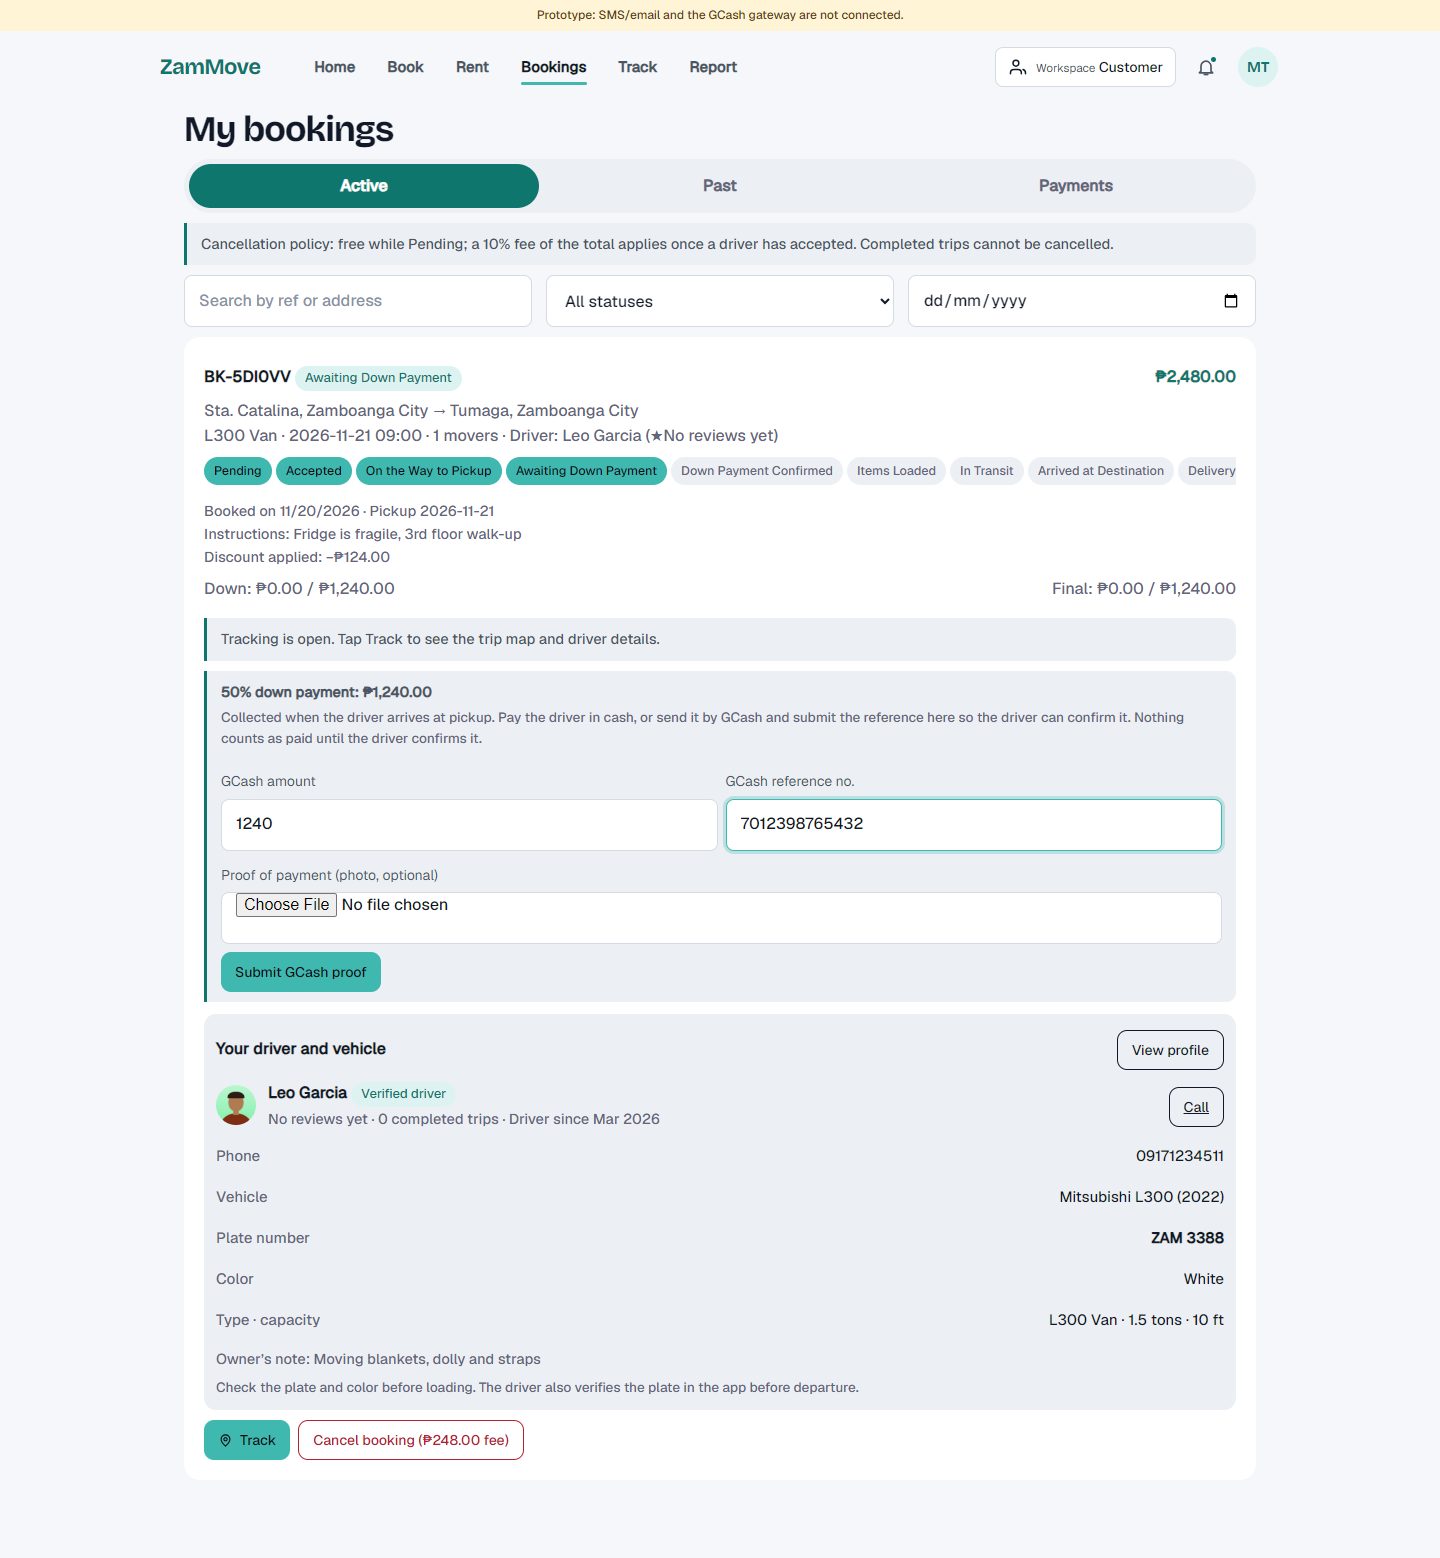 Prototype: SMS/email and the GCash gateway are not connected.
ZamMove
Home
Book
Rent
Bookings
Track
Report
Workspace Customer
MT
My bookings
Active
Past
Payments
Cancellation policy: free while Pending; a 10% fee of the total applies once a driver has accepted. Completed trips cannot be cancelled.
Search by ref or address
All statuses
dd/mm/yyyy
BK-5DI0VV Awaiting Down Payment
₱2,480.00
Sta. Catalina, Zamboanga City → Tumaga, Zamboanga City
L300 Van · 2026-11-21 09:00 · 1 movers · Driver: Leo Garcia (★No reviews yet)
Pending
Accepted
On the Way to Pickup
Awaiting Down Payment
Down Payment Confirmed
Items Loaded
In Transit
Arrived at Destination
Delivery
Booked on 11/20/2026 · Pickup 2026-11-21
Instructions: Fridge is fragile, 3rd floor walk-up
Discount applied: −₱124.00
Down: ₱0.00 / ₱1,240.00
Final: ₱0.00 / ₱1,240.00
Tracking is open. Tap Track to see the trip map and driver details.
50% down payment: ₱1,240.00
Collected when the driver arrives at pickup. Pay the driver in cash, or send it by GCash and submit the reference here so the driver can confirm it. Nothing
counts as paid until the driver confirms it.
GCash amount
GCash reference no.
1240
7012398765432
Proof of payment (photo, optional)
Choose File No file chosen
Submit GCash proof
Your driver and vehicle
View profile
Leo Garcia Verified driver
No reviews yet · 0 completed trips · Driver since Mar 2026
Call
Phone
09171234511
Vehicle
Mitsubishi L300 (2022)
Plate number
ZAM 3388
Color
White
Type · capacity
L300 Van · 1.5 tons · 10 ft
Owner's note: Moving blankets, dolly and straps
Check the plate and color before loading. The driver also verifies the plate in the app before departure.
Track
Cancel booking (₱248.00 fee)